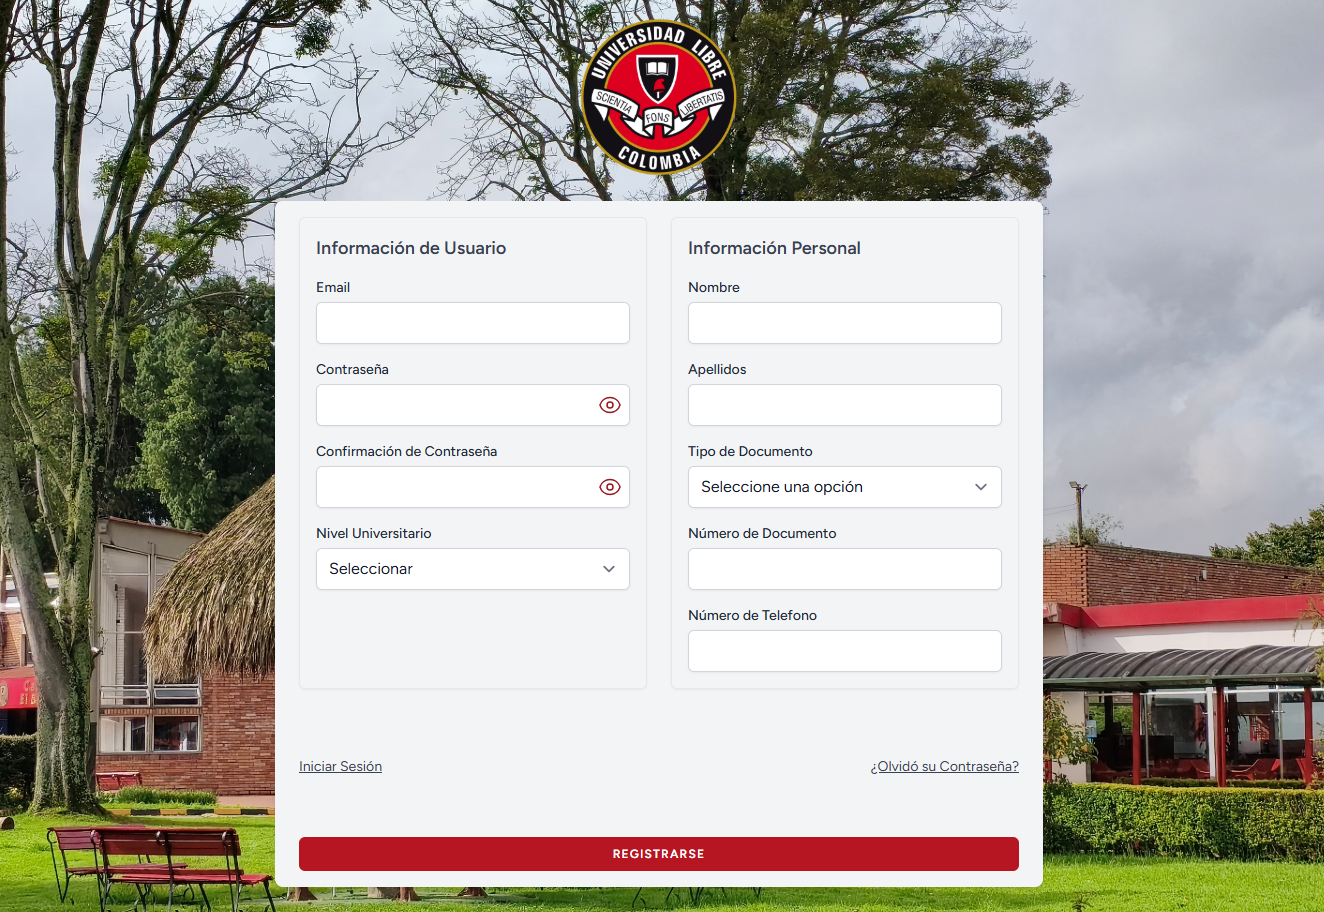 UNIVERSIDAD LIBRE
SCIENTIA FONS LIBERTATIS
COLOMBIA
Información de Usuario
Email
Contraseña
Confirmación de Contraseña
Nivel Universitario
Seleccionar
Información Personal
Nombre
Apellidos
Tipo de Documento
Seleccione una opción
Número de Documento
Número de Telefono
Iniciar Sesión
¿Olvidó su Contraseña?
REGISTRARSE